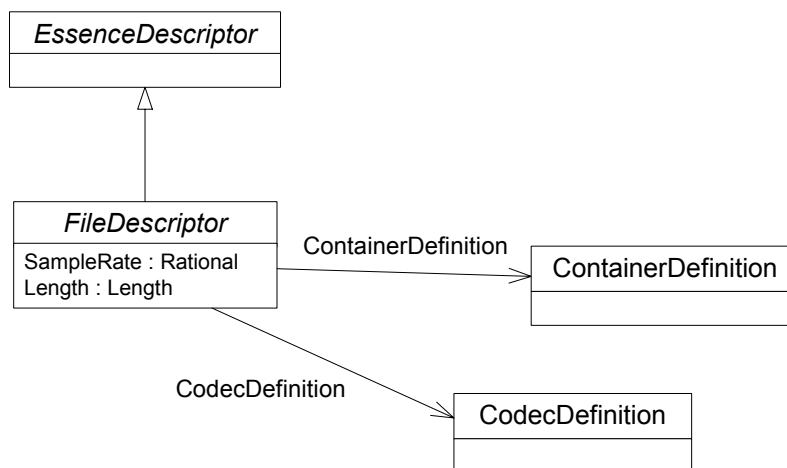 EssenceDescriptor
FileDescriptor
SampleRate : Rational
Length : Length
ContainerDefinition
ContainerDefinition
CodecDefinition
CodecDefinition